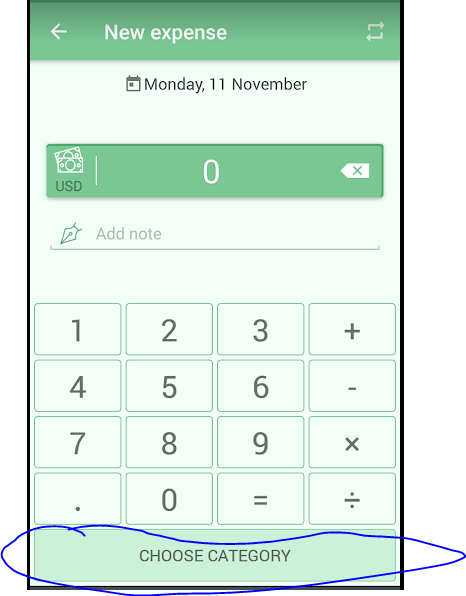 New expense
Monday, 11 November
USD 0
Add note
1 2 3 +
4 5 6 -
7 8 9 ×
. 0 = ÷
CHOOSE CATEGORY